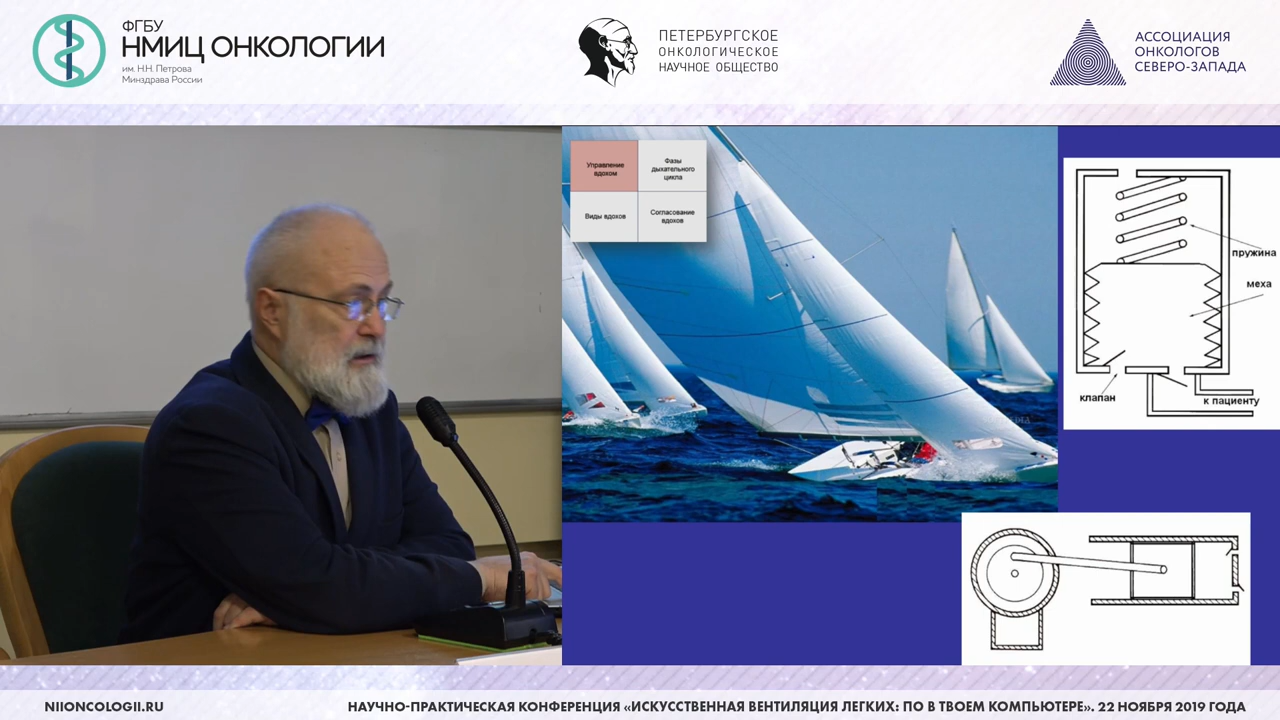 ФГБУ
НМИЦ ОНКОЛОГИИ
им. Н.Н. Петрова
Минздрава России
ПЕТЕРБУРГСКОЕ
ОНКОЛОГИЧЕСКОЕ
НАУЧНОЕ ОБЩЕСТВО
АССОЦИАЦИЯ
ОНКОЛОГОВ
СЕВЕРО-ЗАПАДА
Управление
вдохом
Фазы
дыхательного
цикла
Виды вдохов
Согласование
вдохов
пружина
меха
клапан
к пациенту
NIIONCOLOGII.RU
НАУЧНО-ПРАКТИЧЕСКАЯ КОНФЕРЕНЦИЯ «ИСКУССТВЕННАЯ ВЕНТИЛЯЦИЯ ЛЕГКИХ: ПО В ТВОЕМ КОМПЬЮТЕРЕ». 22 НОЯБРЯ 2019 ГОДА